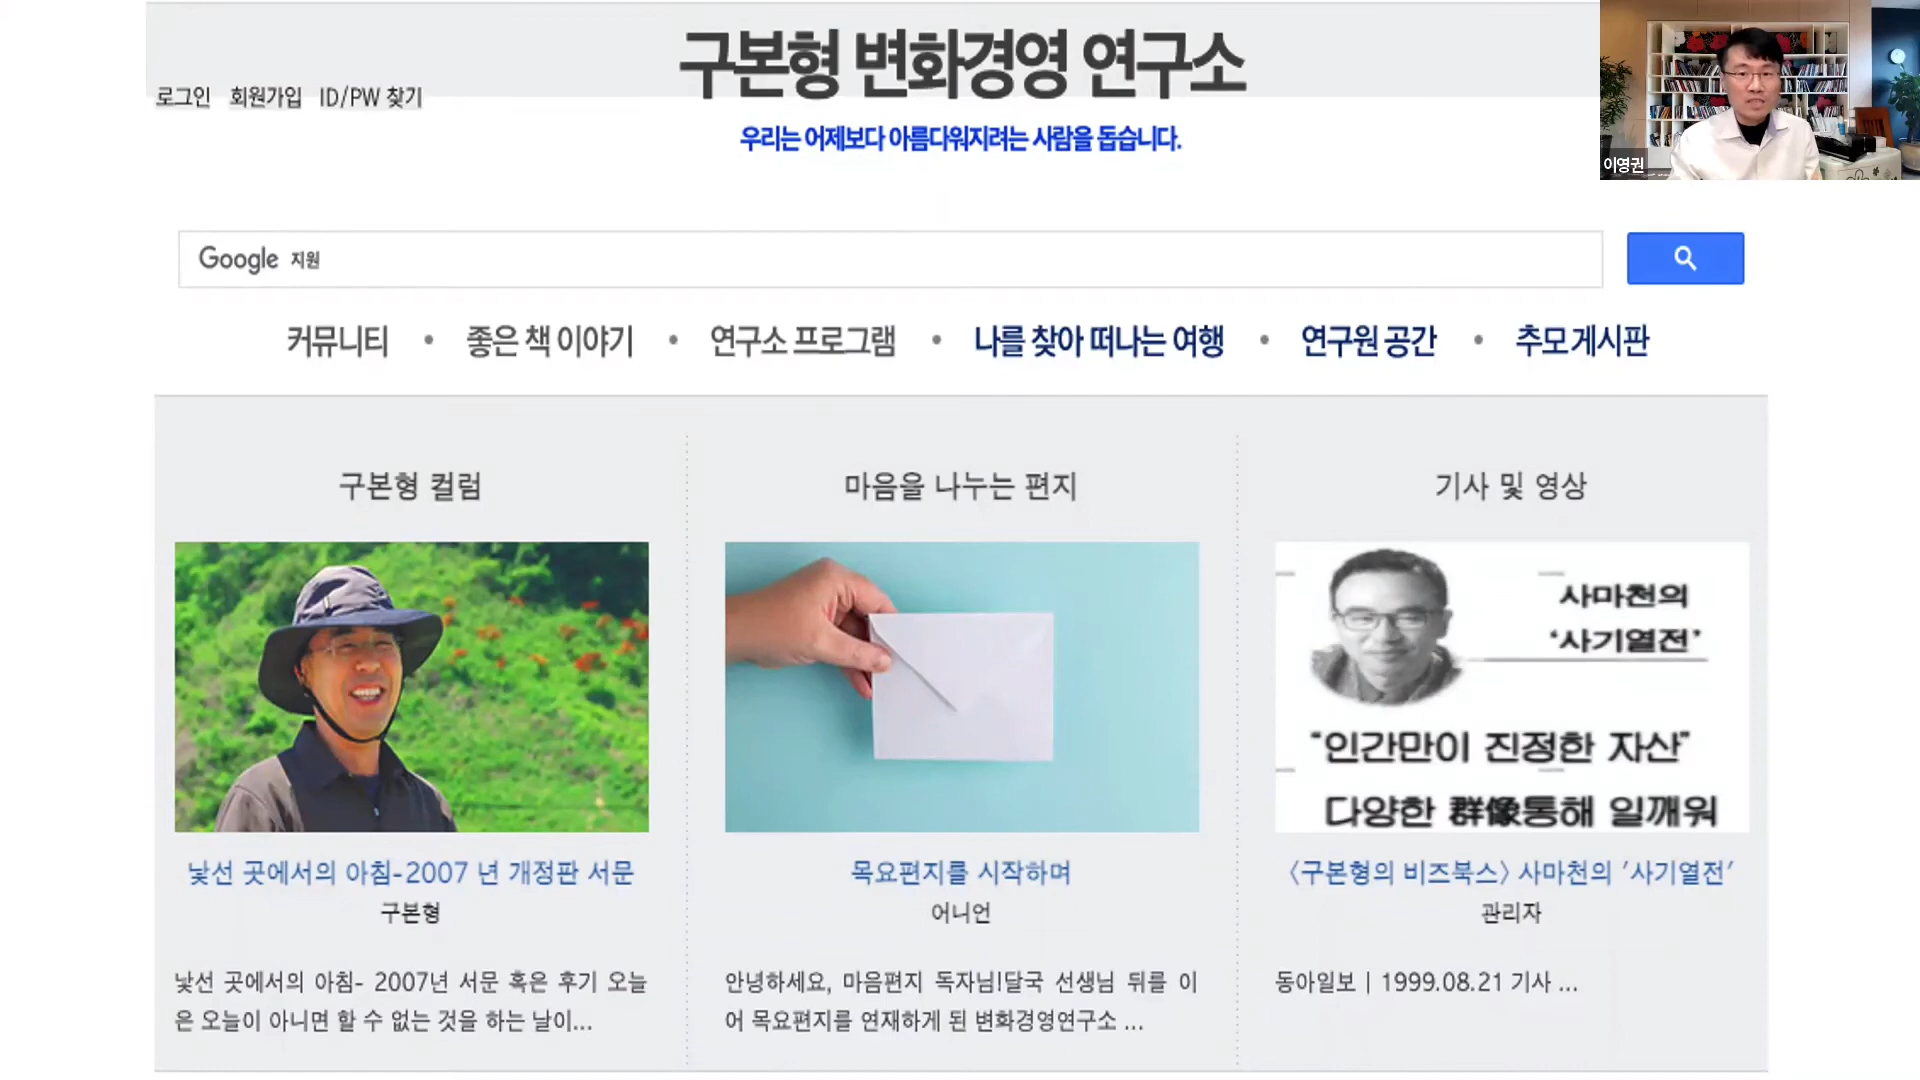 구본형 변화경영 연구소
로그인 회원가입 ID/PW 찾기
우리는 어제보다 아름다워지려는 사람을 돕습니다.
이영권
Google 지원
커뮤니티 • 좋은 책 이야기 • 연구소 프로그램 • 나를 찾아 떠나는 여행 • 연구원 공간 • 추모 게시판
구본형 컬럼
마음을 나누는 편지
기사 및 영상
사마천의
‘사기열전’
“인간만이 진정한 자산”
다양한 群像통해 일깨워
낯선 곳에서의 아침-2007 년 개정판 서문
구본형
낯선 곳에서의 아침- 2007년 서문 혹은 후기 오늘
은 오늘이 아니면 할 수 없는 것을 하는 날이...
목요편지를 시작하며
어니언
안녕하세요, 마음편지 독자님!달국 선생님 뒤를 이
어 목요편지를 연재하게 된 변화경영연구소 ...
〈구본형의 비즈북스〉 사마천의 ‘사기열전’
관리자
동아일보 | 1999.08.21 기사 ...